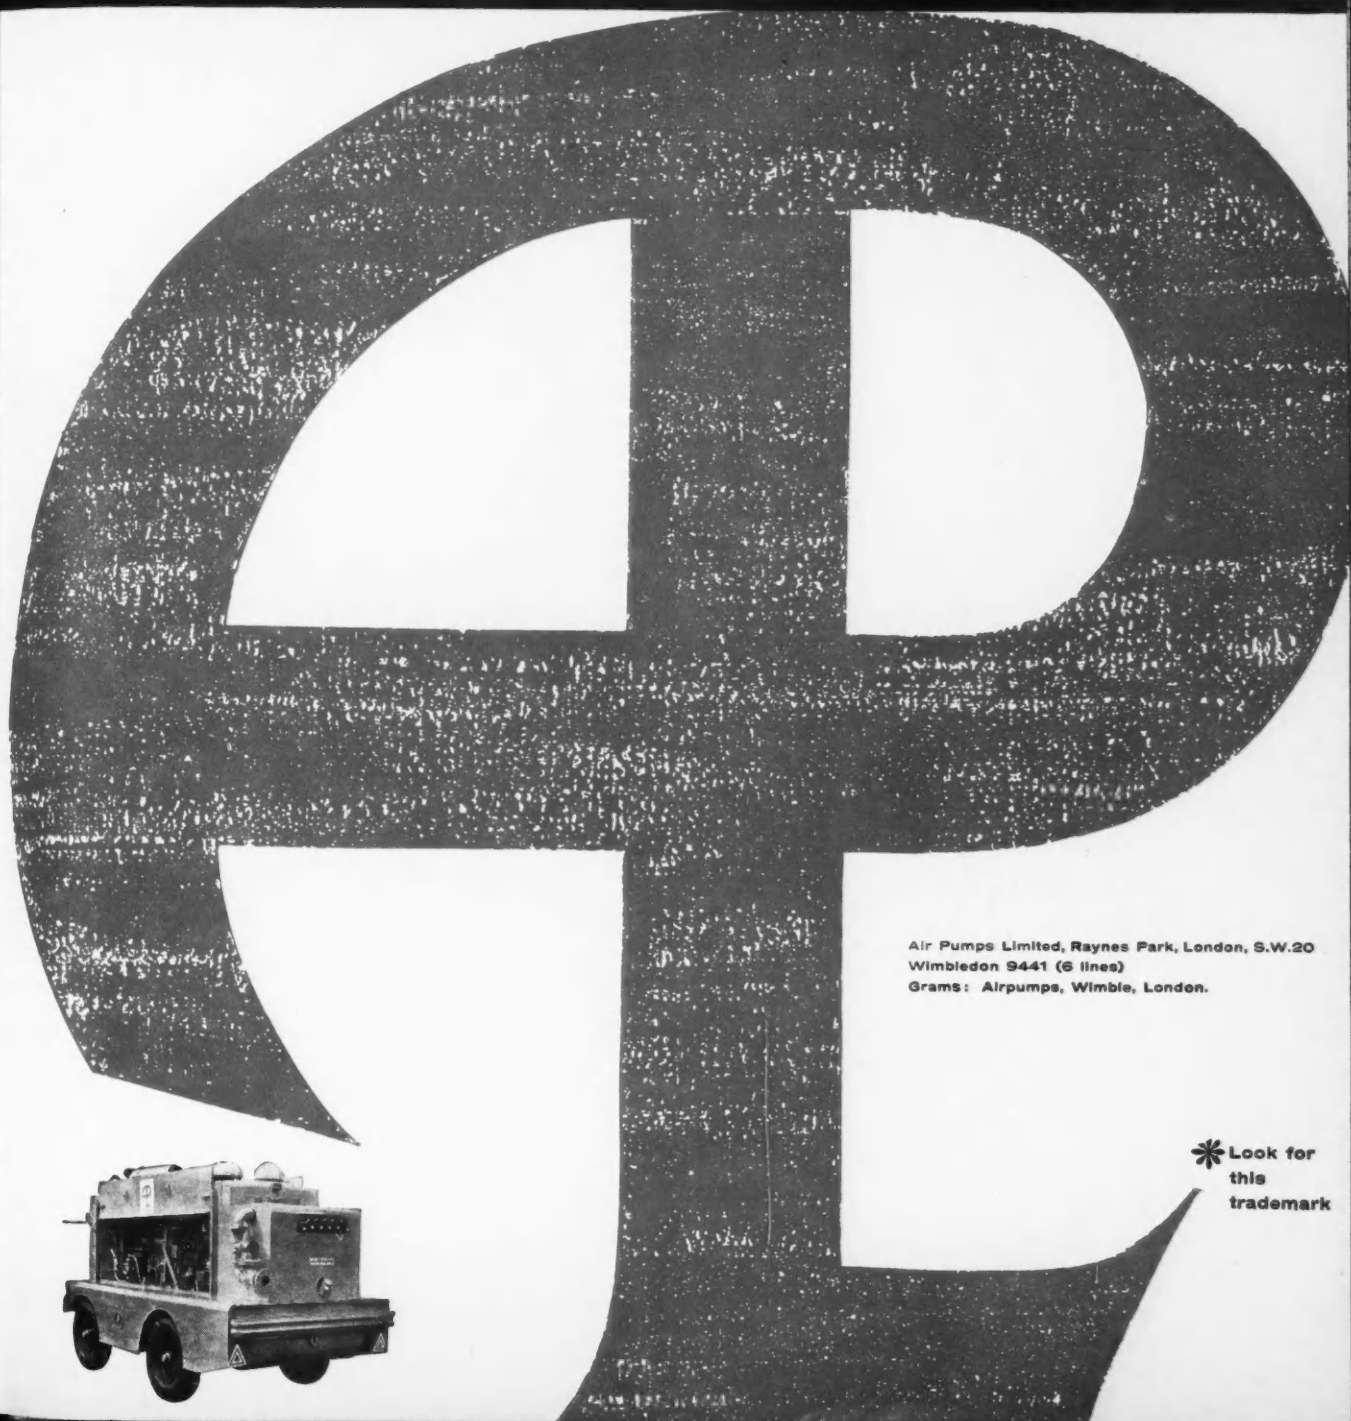 Air Pumps Limited, Raynes Park, London, S.W.20
Wimbledon 9441 (6 lines)
Grams: Airpumps, Wimble, London.
Look for
this
trademark